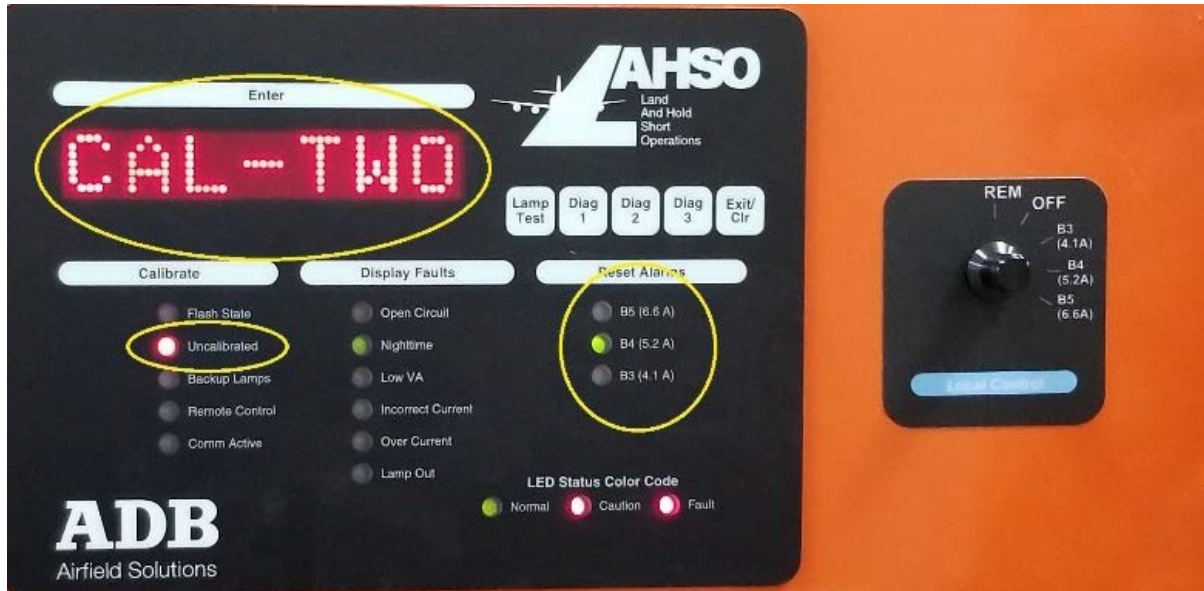 Enter
CAL-TWO
LAHSO
Land
And Hold
Short
Operations
Lamp
Test
Diag
1
Diag
2
Diag
3
Exit/
Clr
Calibrate
Flash State
Uncalibrated
Backup Lamps
Remote Control
Comm Active
Display Faults
Open Circuit
Nighttime
Low VA
Incorrect Current
Over Current
Lamp Out
Reset Alarms
B5 (6.6 A)
B4 (5.2 A)
B3 (4.1 A)
LED Status Color Code
Normal
Caution
Fault
ADB
Airfield Solutions
REM
OFF
B3
(4.1A)
B4
(5.2A)
B5
(6.6A)
Local Control